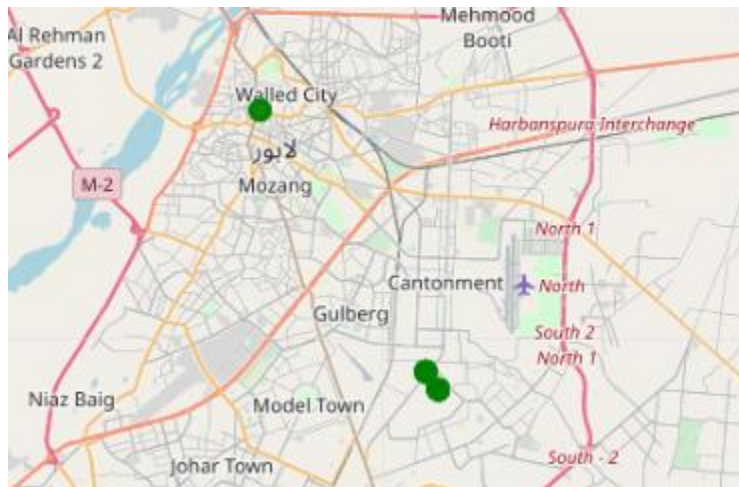 Mehmood
Booti
Al Rehman
Gardens 2
Walled City
Harbanspura Interchange
لاہور
M-2
Mozang
North 1
Cantonment
North
Gulberg
South 2
North 1
Niaz Baig
Model Town
South - 2
Johar Town